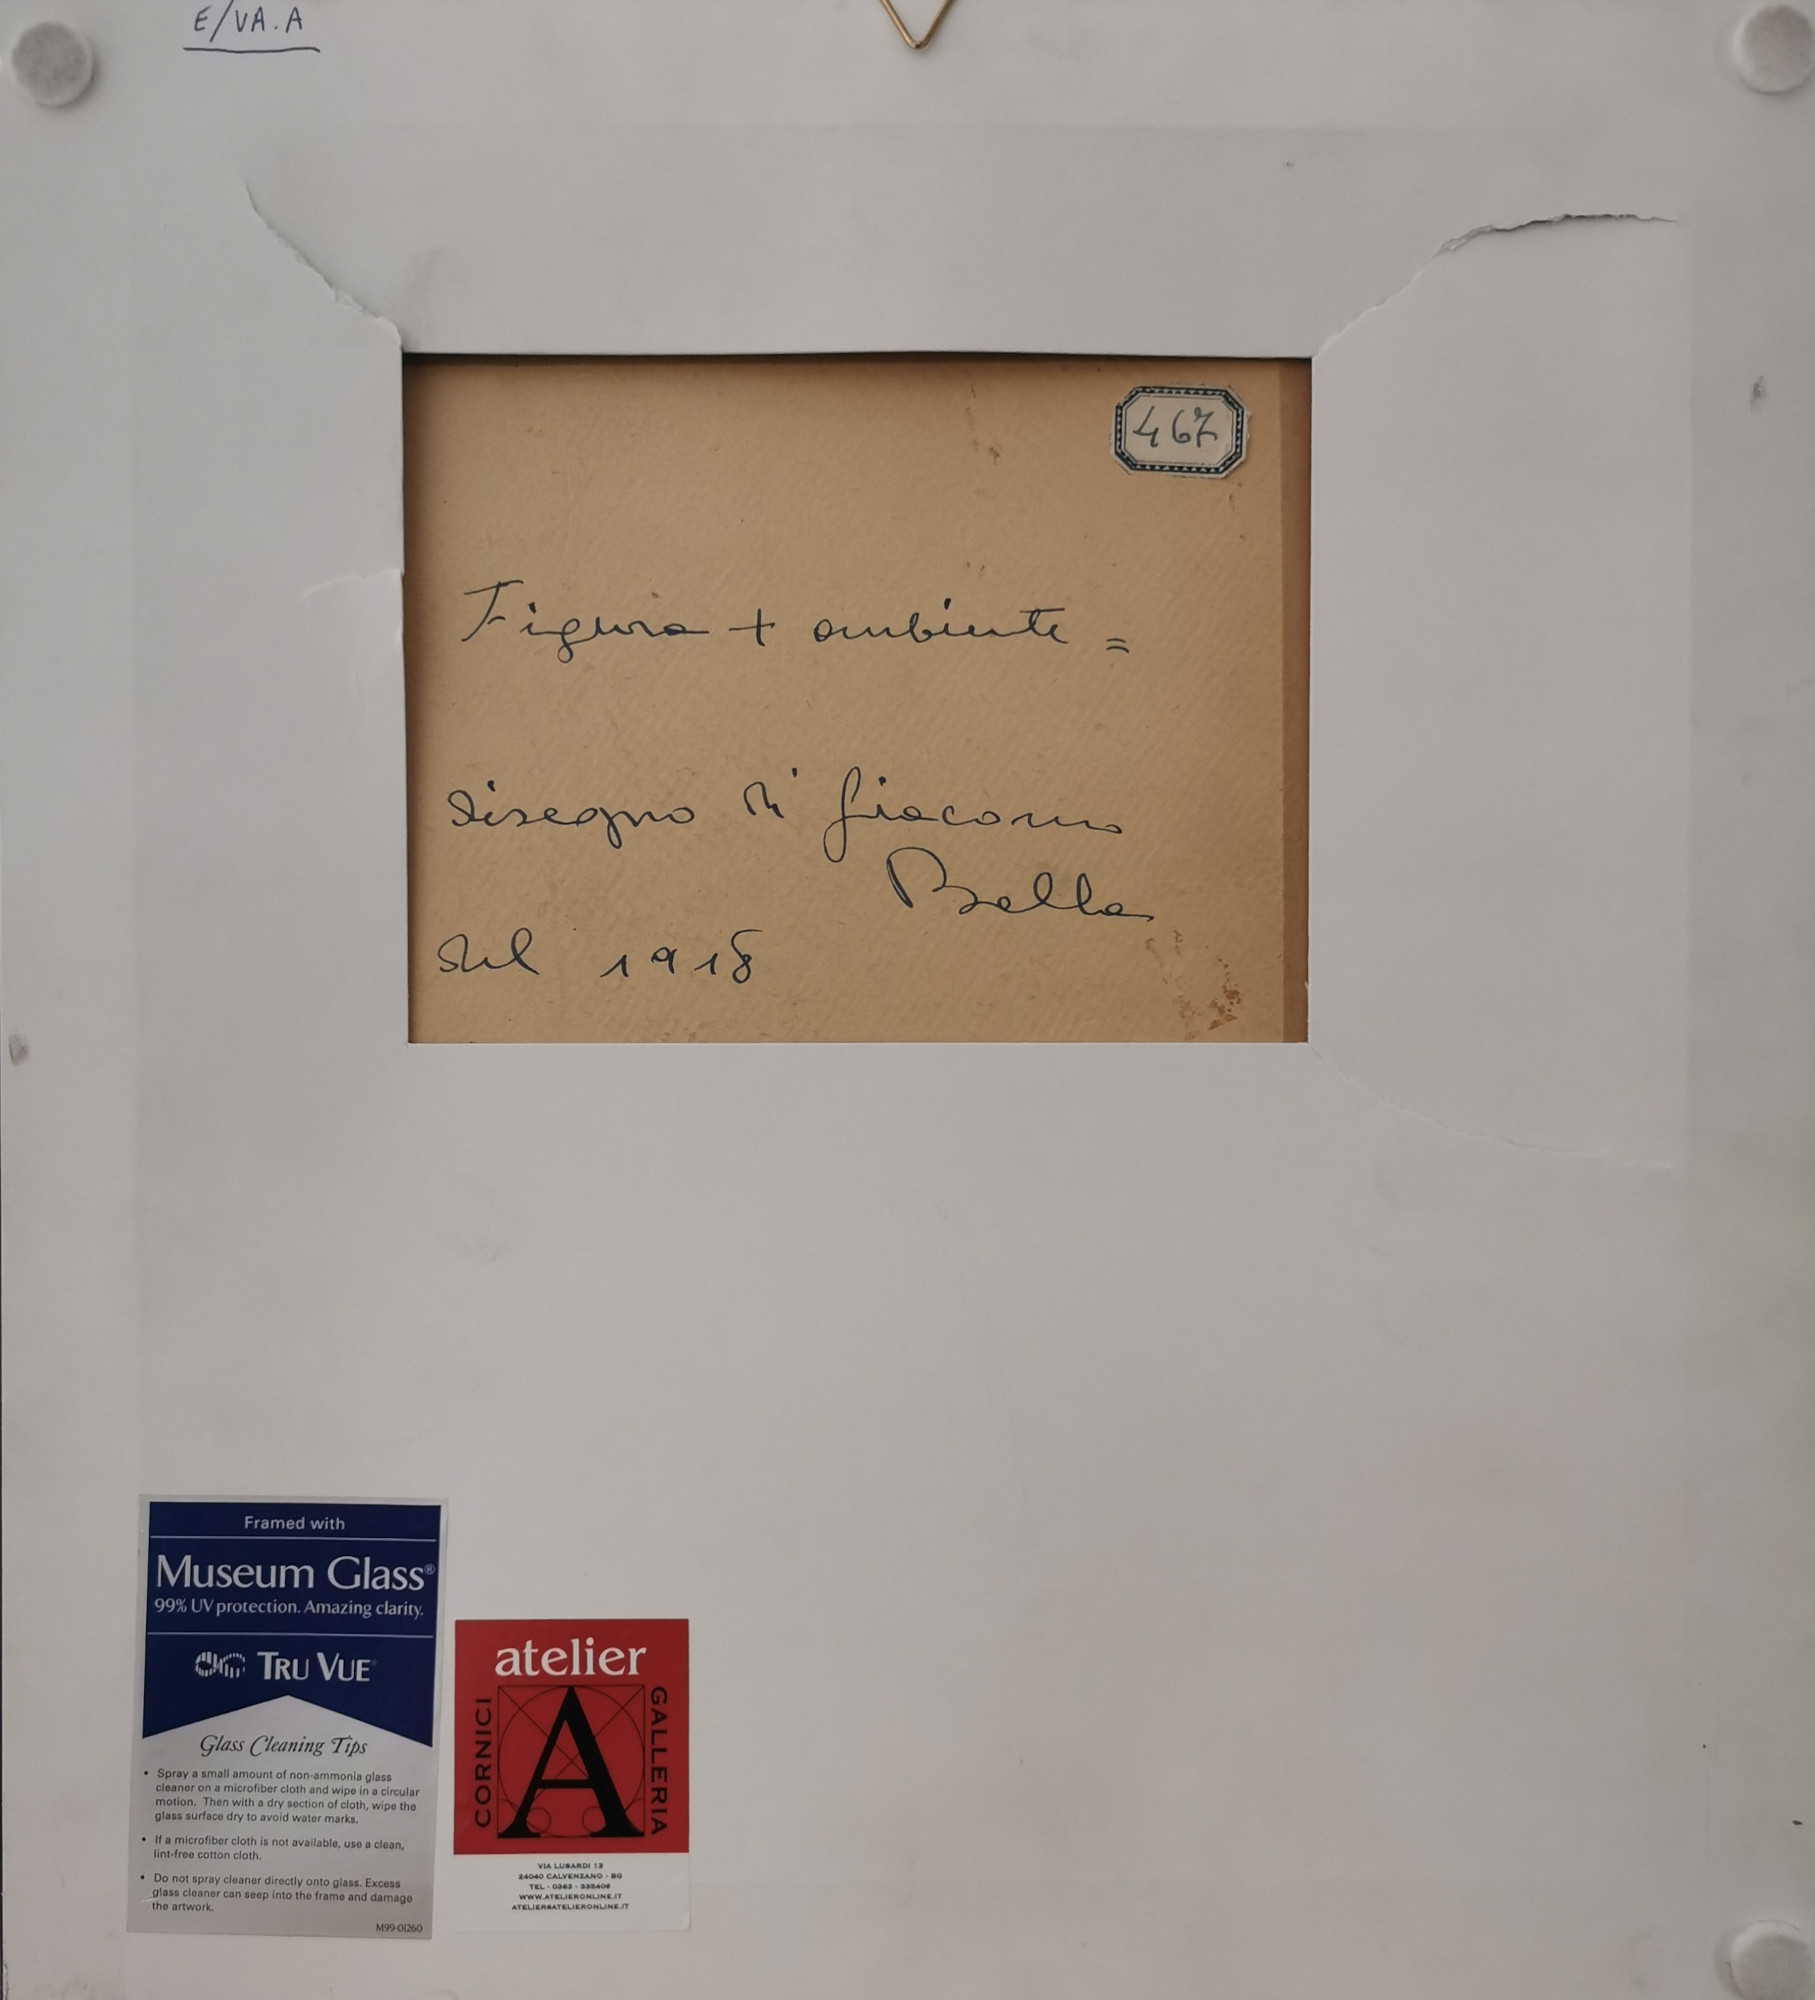 E/VA.A
467
Figura + ambiente =
disegno di Giacomo
Balla
del 1918
Framed with
Museum Glass®
99% UV protection. Amazing clarity.
TRU VUE
Glass Cleaning Tips
• Spray a small amount of non-ammonia glass
cleaner on a microfiber cloth and wipe in a circular
motion. Then with a dry section of cloth, wipe the
glass surface dry to avoid water marks.
• If a microfiber cloth is not available, use a clean,
lint-free cotton cloth.
• Do not spray cleaner directly onto glass. Excess
glass cleaner can seep into the frame and damage
the artwork.
M99-01260
atelier
CORNICI
A
GALLERIA
VIA LUSARDI 12
24040 CALVENZANO - BG
TEL - 0363 - 335406
WWW.ATELIERONLINE.IT
ATELIER@ATELIERONLINE.IT